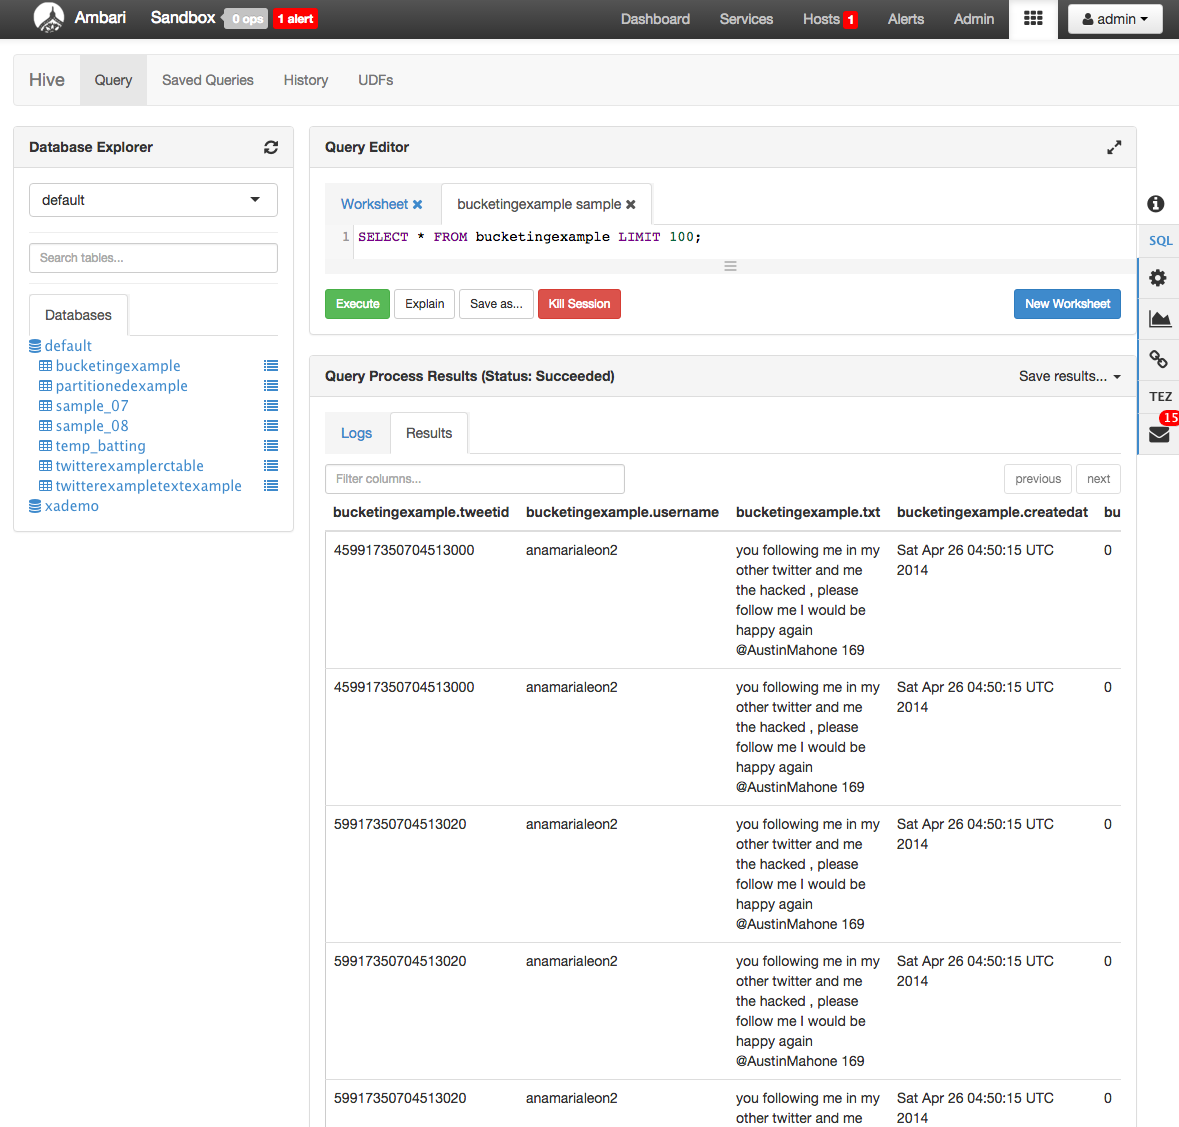 Ambari Sandbox 0 ops 1 alert Dashboard Services Hosts 1 Alerts Admin admin
Hive Query Saved Queries History UDFs
Database Explorer
default
Search tables...
Databases
default
bucketingexample
partitionedexample
sample_07
sample_08
temp_batting
twitterexamplerctable
twitterexampletextexample
xademo
Query Editor
Worksheet bucketingexample sample
1 SELECT * FROM bucketingexample LIMIT 100;
Execute Explain Save as... Kill Session New Worksheet
Query Process Results (Status: Succeeded) Save results...
Logs Results
Filter columns... previous next
bucketingexample.tweetid bucketingexample.username bucketingexample.txt bucketingexample.createdat bu
459917350704513000 anamarialeon2 you following me in my Sat Apr 26 04:50:15 UTC 0
other twitter and me 2014
the hacked , please
follow me I would be
happy again
@AustinMahone 169
459917350704513000 anamarialeon2 you following me in my Sat Apr 26 04:50:15 UTC 0
other twitter and me 2014
the hacked , please
follow me I would be
happy again
@AustinMahone 169
59917350704513020 anamarialeon2 you following me in my Sat Apr 26 04:50:15 UTC 0
other twitter and me 2014
the hacked , please
follow me I would be
happy again
@AustinMahone 169
59917350704513020 anamarialeon2 you following me in my Sat Apr 26 04:50:15 UTC 0
other twitter and me 2014
the hacked , please
follow me I would be
happy again
@AustinMahone 169
59917350704513020 anamarialeon2 you following me in my Sat Apr 26 04:50:15 UTC 0
other twitter and me 2014
SQL
TEZ
15